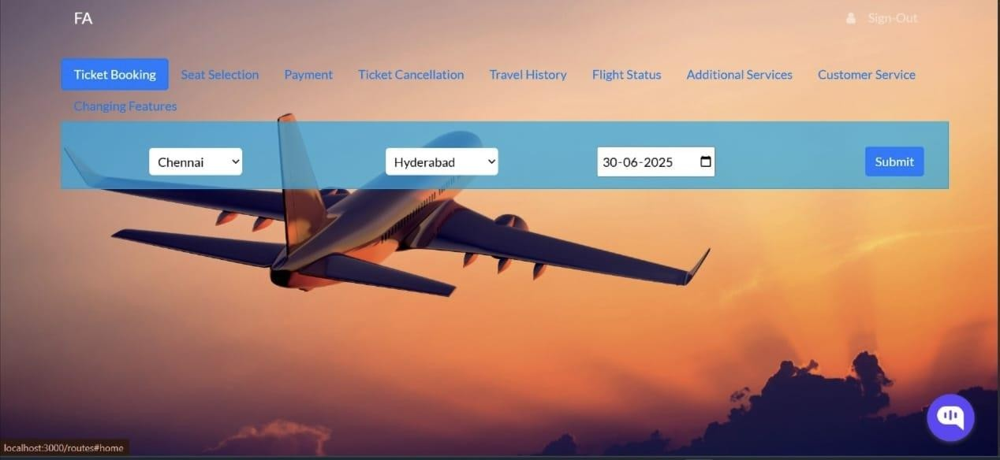 FA
Sign-Out
Ticket Booking Seat Selection Payment Ticket Cancellation Travel History Flight Status Additional Services Customer Service
Changing Features
Chennai Hyderabad 30-06-2025 Submit
localhost:3000/routes#home